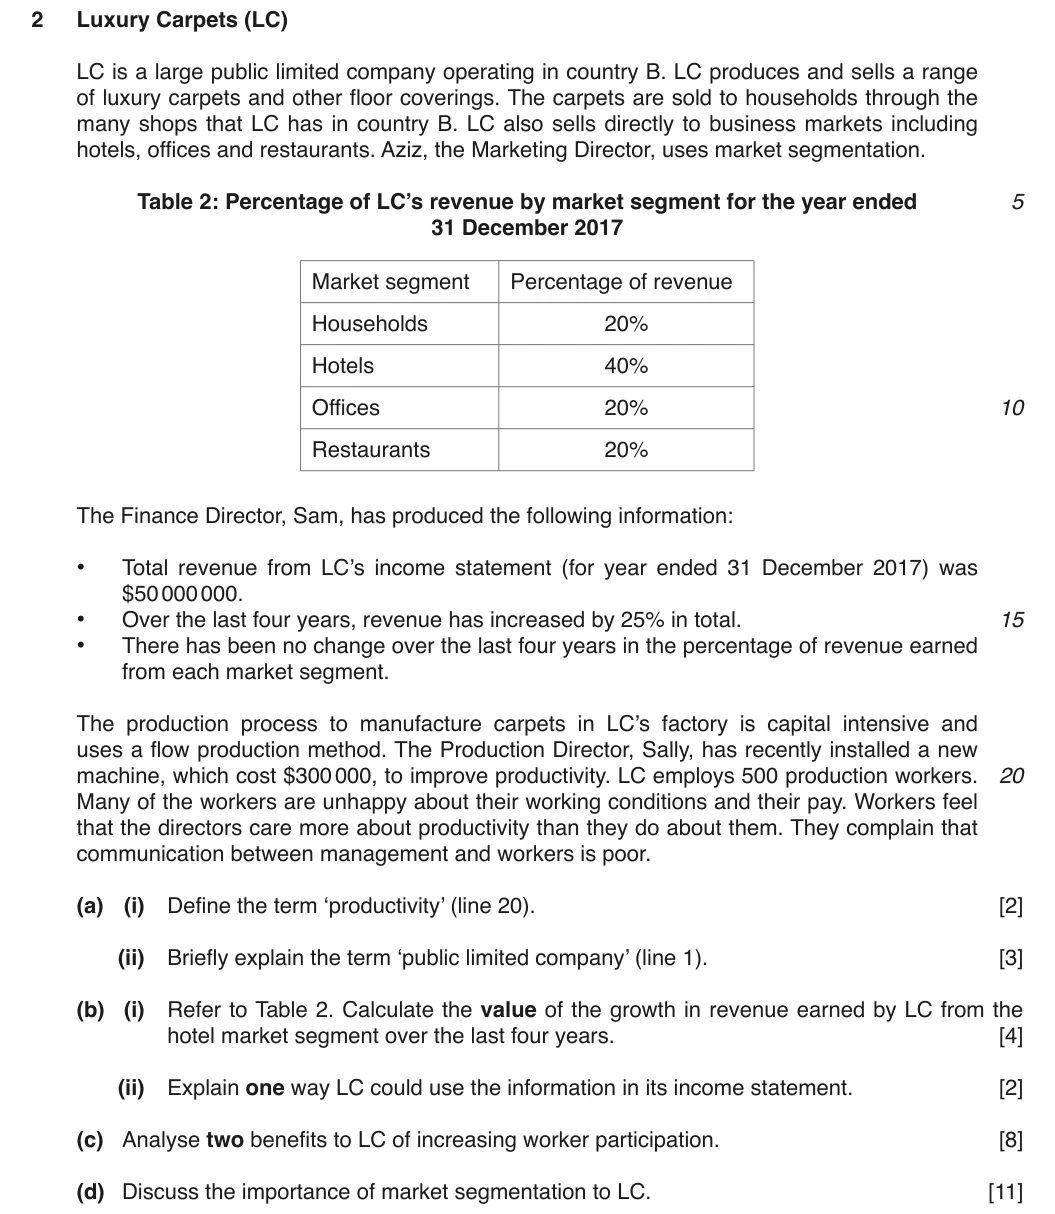 2 Luxury Carpets (LC)
LC is a large public limited company operating in country B. LC produces and sells a range
of luxury carpets and other floor coverings. The carpets are sold to households through the
many shops that LC has in country B. LC also sells directly to business markets including
hotels, offices and restaurants. Aziz, the Marketing Director, uses market segmentation.
Table 2: Percentage of LC’s revenue by market segment for the year ended 5
31 December 2017
Market segment Percentage of revenue
Households 20%
Hotels 40%
Offices 20% 10
Restaurants 20%
The Finance Director, Sam, has produced the following information:
• Total revenue from LC’s income statement (for year ended 31 December 2017) was
$50 000 000.
• Over the last four years, revenue has increased by 25% in total. 15
• There has been no change over the last four years in the percentage of revenue earned
from each market segment.
The production process to manufacture carpets in LC’s factory is capital intensive and
uses a flow production method. The Production Director, Sally, has recently installed a new
machine, which cost $300 000, to improve productivity. LC employs 500 production workers. 20
Many of the workers are unhappy about their working conditions and their pay. Workers feel
that the directors care more about productivity than they do about them. They complain that
communication between management and workers is poor.
(a) (i) Define the term ‘productivity’ (line 20). [2]
(ii) Briefly explain the term ‘public limited company’ (line 1). [3]
(b) (i) Refer to Table 2. Calculate the value of the growth in revenue earned by LC from the
hotel market segment over the last four years. [4]
(ii) Explain one way LC could use the information in its income statement. [2]
(c) Analyse two benefits to LC of increasing worker participation. [8]
(d) Discuss the importance of market segmentation to LC. [11]